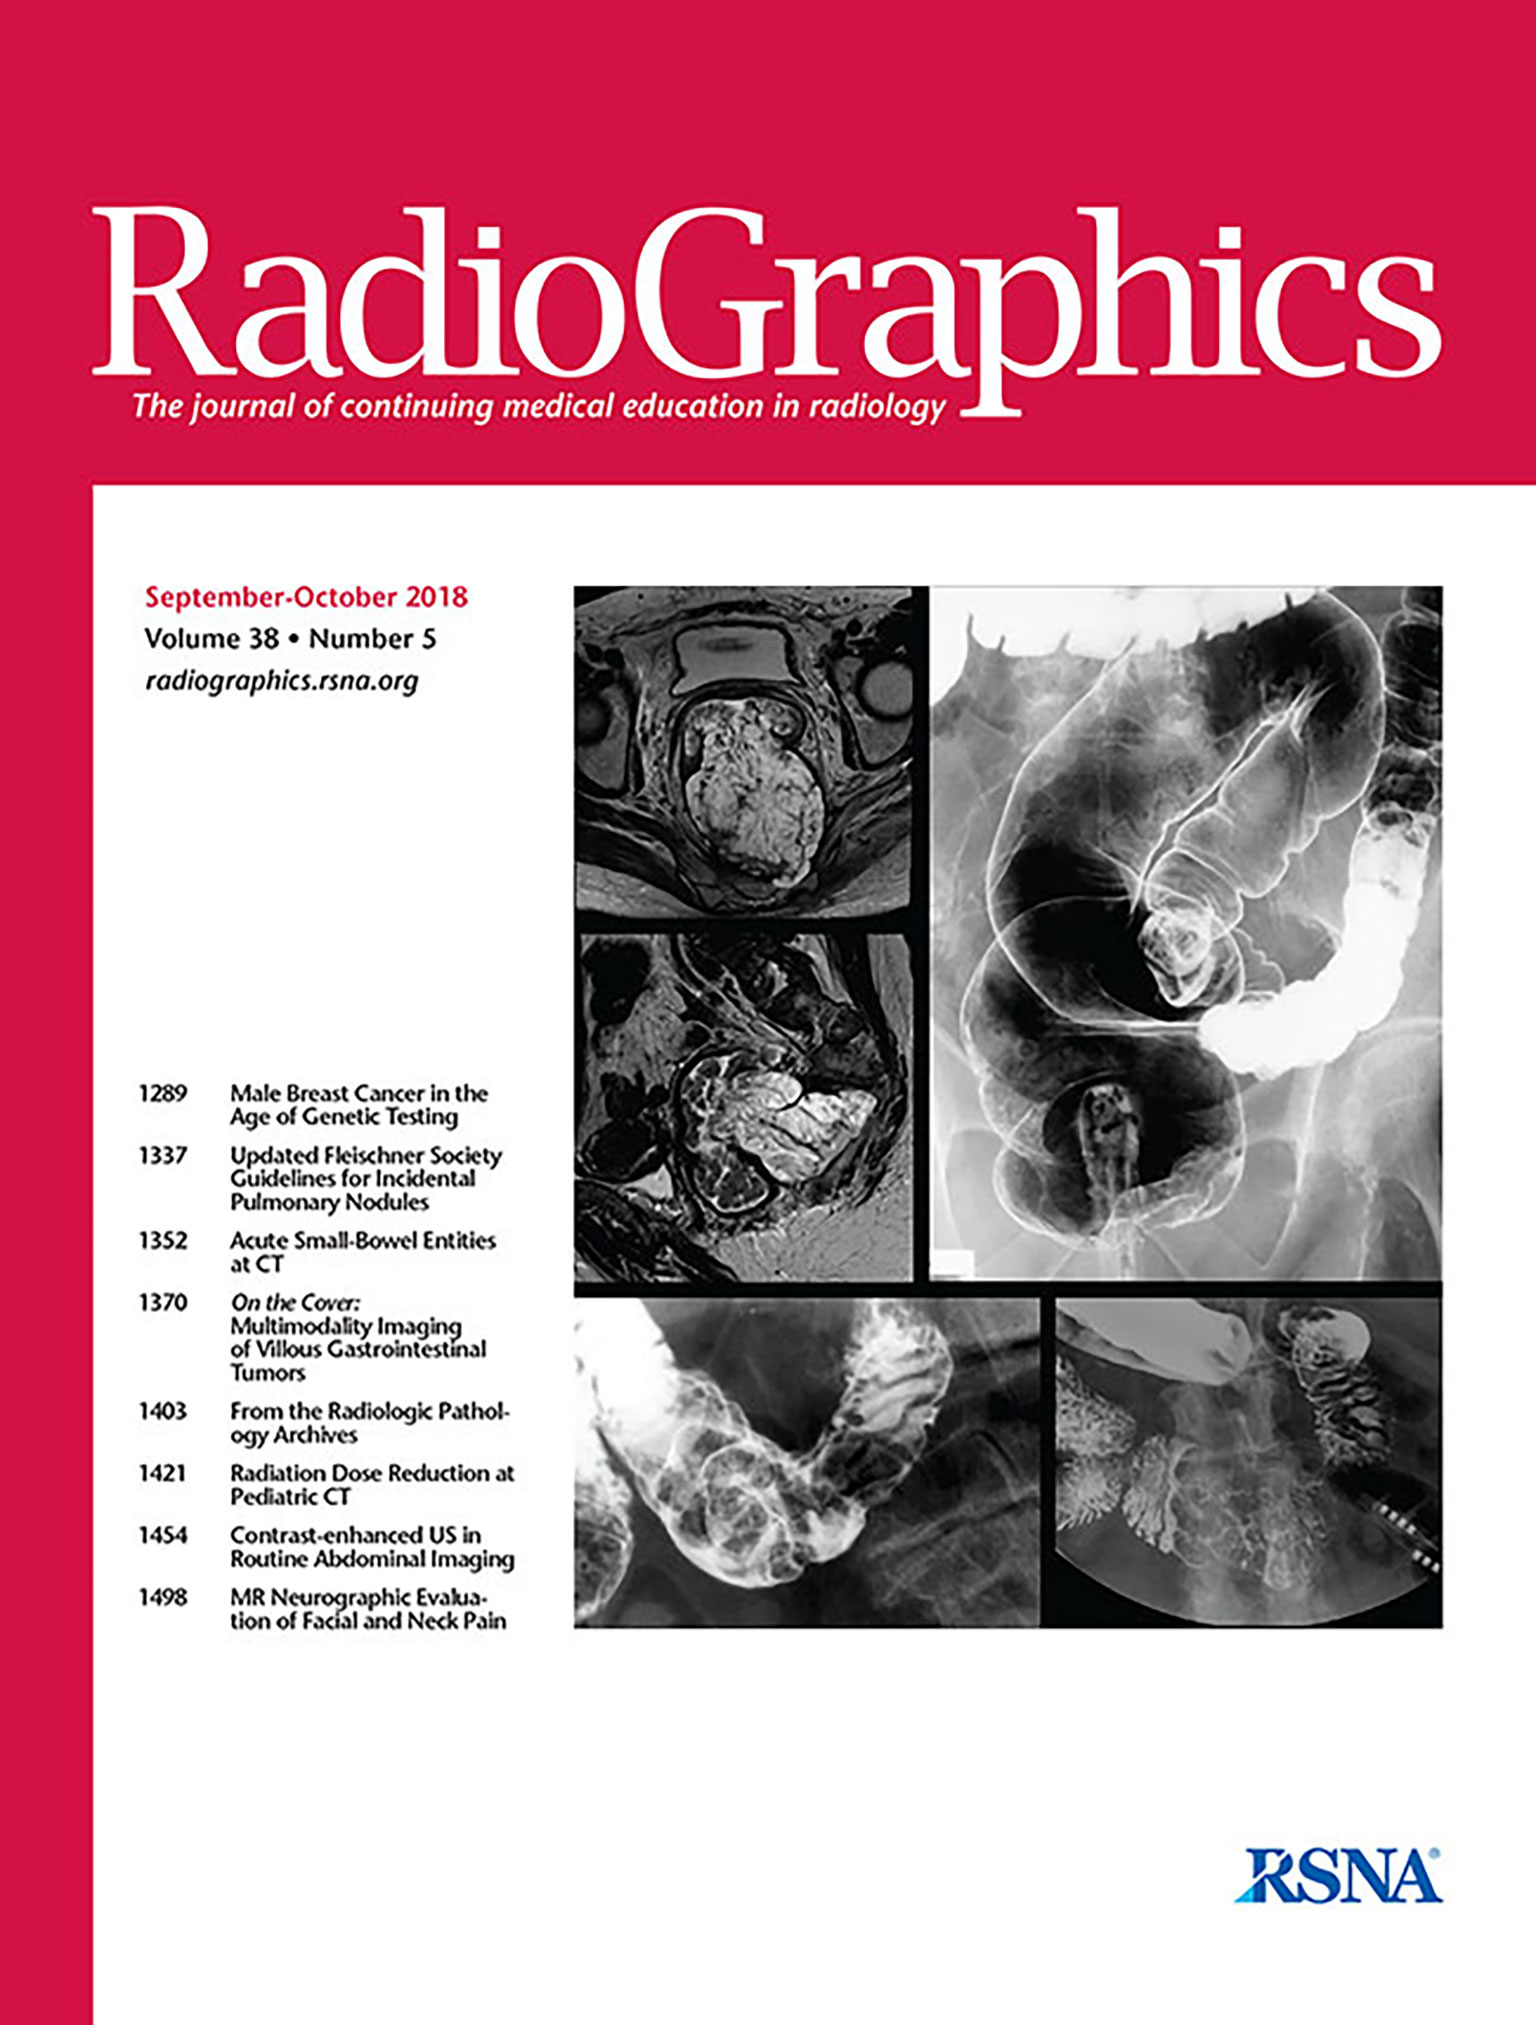 RadioGraphics
The journal of continuing medical education in radiology
September-October 2018
Volume 38 • Number 5
radiographics.rsna.org
1289 Male Breast Cancer in the
Age of Genetic Testing
1337 Updated Fleischner Society
Guidelines for Incidental
Pulmonary Nodules
1352 Acute Small-Bowel Entities
at CT
1370 On the Cover:
Multimodality Imaging
of Villous Gastrointestinal
Tumors
1403 From the Radiologic Pathol-
ogy Archives
1421 Radiation Dose Reduction at
Pediatric CT
1454 Contrast-enhanced US in
Routine Abdominal Imaging
1498 MR Neurographic Evalua-
tion of Facial and Neck Pain
RSNA®